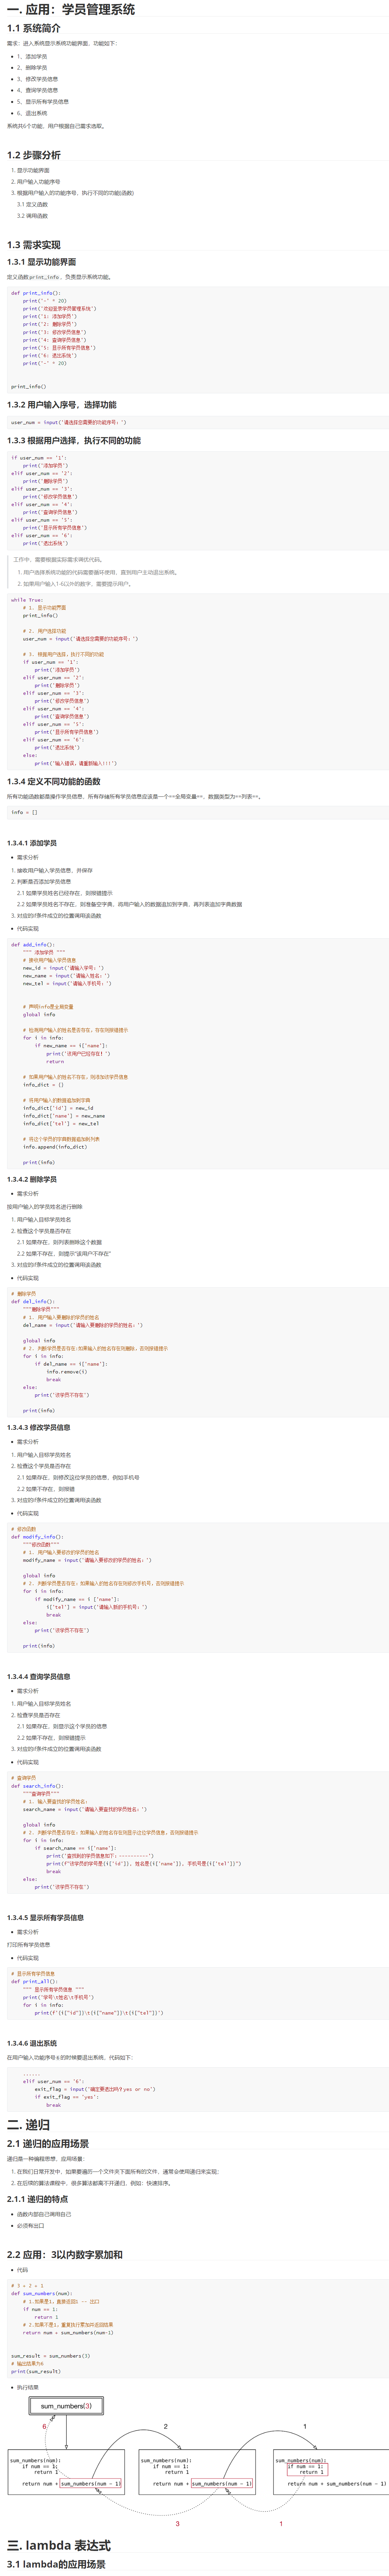 一. 应用：学员管理系统
1.1 系统简介
需求：进入系统显示系统功能界面，功能如下：
1、添加学员
2、删除学员
3、修改学员信息
4、查询学员信息
5、显示所有学员信息
6、退出系统
系统共6个功能，用户根据自己需求选取。
1.2 步骤分析
1. 显示功能界面
2. 用户输入功能序号
3. 根据用户输入的功能序号，执行不同的功能(函数)
3.1 定义函数
3.2 调用函数
1.3 需求实现
1.3.1 显示功能界面
定义函数print_info，负责显示系统功能。
def print_info():
print('-' * 20)
print('欢迎登录学员管理系统')
print('1: 添加学员')
print('2: 删除学员')
print('3: 修改学员信息')
print('4: 查询学员信息')
print('5: 显示所有学员信息')
print('6: 退出系统')
print('-' * 20)
print_info()
1.3.2 用户输入序号，选择功能
user_num = input('请选择您需要的功能序号：')
1.3.3 根据用户选择，执行不同的功能
if user_num == '1':
print('添加学员')
elif user_num == '2':
print('删除学员')
elif user_num == '3':
print('修改学员信息')
elif user_num == '4':
print('查询学员信息')
elif user_num == '5':
print('显示所有学员信息')
elif user_num == '6':
print('退出系统')
工作中，需要根据实际需求调优代码。
1. 用户选择系统功能的代码需要循环使用，直到用户主动退出系统。
2. 如果用户输入1-6以外的数字，需要提示用户。
while True:
# 1. 显示功能界面
print_info()
# 2. 用户选择功能
user_num = input('请选择您需要的功能序号：')
# 3. 根据用户选择，执行不同的功能
if user_num == '1':
print('添加学员')
elif user_num == '2':
print('删除学员')
elif user_num == '3':
print('修改学员信息')
elif user_num == '4':
print('查询学员信息')
elif user_num == '5':
print('显示所有学员信息')
elif user_num == '6':
print('退出系统')
else:
print('输入错误，请重新输入!!!')
1.3.4 定义不同功能的函数
所有功能函数都是操作学员信息，所有存储所有学员信息应该是一个==全局变量==，数据类型为==列表==。
info = []
1.3.4.1 添加学员
需求分析
1. 接收用户输入学员信息，并保存
2. 判断是否添加学员信息
2.1 如果学员姓名已经存在，则报错提示
2.2 如果学员姓名不存在，则准备空字典，将用户输入的数据追加到字典，再列表追加字典数据
3. 对应的if条件成立的位置调用该函数
代码实现
def add_info():
""" 添加学员 """
# 接收用户输入学员信息
new_id = input('请输入学号：')
new_name = input('请输入姓名：')
new_tel = input('请输入手机号：')
# 声明info是全局变量
global info
# 检测用户输入的姓名是否存在，存在则报错提示
for i in info:
if new_name == i['name']:
print('该用户已经存在！')
return
# 如果用户输入的姓名不存在，则添加该学员信息
info_dict = {}
# 将用户输入的数据追加到字典
info_dict['id'] = new_id
info_dict['name'] = new_name
info_dict['tel'] = new_tel
# 将这个学员的字典数据追加到列表
info.append(info_dict)
print(info)
1.3.4.2 删除学员
需求分析
按用户输入的学员姓名进行删除
1. 用户输入目标学员姓名
2. 检查这个学员是否存在
2.1 如果存在，则列表删除这个数据
2.2 如果不存在，则提示“该用户不存在”
3. 对应的if条件成立的位置调用该函数
代码实现
# 删除学员
def del_info():
"""删除学员"""
# 1. 用户输入要删除的学员的姓名
del_name = input('请输入要删除的学员的姓名：')
global info
# 2. 判断学员是否存在:如果输入的姓名存在则删除，否则报错提示
for i in info:
if del_name == i['name']:
info.remove(i)
break
else:
print('该学员不存在')
print(info)
1.3.4.3 修改学员信息
需求分析
1. 用户输入目标学员姓名
2. 检查这个学员是否存在
2.1 如果存在，则修改这位学员的信息，例如手机号
2.2 如果不存在，则报错
3. 对应的if条件成立的位置调用该函数
代码实现
# 修改函数
def modify_info():
"""修改函数"""
# 1. 用户输入要修改的学员的姓名
modify_name = input('请输入要修改的学员的姓名：')
global info
# 2. 判断学员是否存在：如果输入的姓名存在则修改手机号，否则报错提示
for i in info:
if modify_name == i ['name']:
i['tel'] = input('请输入新的手机号：')
break
else:
print('该学员不存在')
print(info)
1.3.4.4 查询学员信息
需求分析
1. 用户输入目标学员姓名
2. 检查学员是否存在
2.1 如果存在，则显示这个学员的信息
2.2 如果不存在，则报错提示
3. 对应的if条件成立的位置调用该函数
代码实现
# 查询学员
def search_info():
"""查询学员"""
# 1. 输入要查找的学员姓名：
search_name = input('请输入要查找的学员姓名：')
global info
# 2. 判断学员是否存在：如果输入的姓名存在则显示这位学员信息，否则报错提示
for i in info:
if search_name == i['name']:
print('查找到的学员信息如下：----------')
print(f"该学员的学号是{i['id']}, 姓名是{i['name']}, 手机号是{i['tel']}")
break
else:
print('该学员不存在')
1.3.4.5 显示所有学员信息
需求分析
打印所有学员信息
代码实现
# 显示所有学员信息
def print_all():
""" 显示所有学员信息 """
print('学号\t姓名\t手机号')
for i in info:
print(f'{i["id"]}\t{i["name"]}\t{i["tel"]}')
1.3.4.6 退出系统
在用户输入功能序号6的时候要退出系统，代码如下：
......
elif user_num == '6':
exit_flag = input('确定要退出吗？yes or no')
if exit_flag == 'yes':
break
二. 递归
2.1 递归的应用场景
递归是一种编程思想，应用场景：
1. 在我们日常开发中，如果要遍历一个文件夹下面所有的文件，通常会使用递归来实现；
2. 在后续的算法课程中，很多算法都离不开递归，例如：快速排序。
2.1.1 递归的特点
函数内部自己调用自己
必须有出口
2.2 应用：3以内数字累加和
代码
# 3 + 2 + 1
def sum_numbers(num):
# 1.如果是1，直接返回1 -- 出口
if num == 1:
return 1
# 2.如果不是1，重复执行累加并返回结果
return num + sum_numbers(num-1)
sum_result = sum_numbers(3)
# 输出结果为6
print(sum_result)
执行结果
sum_numbers(3)
6 2 1
sum_numbers(num): sum_numbers(num): sum_numbers(num):
if num == 1: if num == 1: if num == 1:
return 1 return 1 return 1
return num + sum_numbers(num - 1) return num + sum_numbers(num - 1) return num + sum_numbers(num - 1)
3 1
三. lambda 表达式
3.1 lambda的应用场景